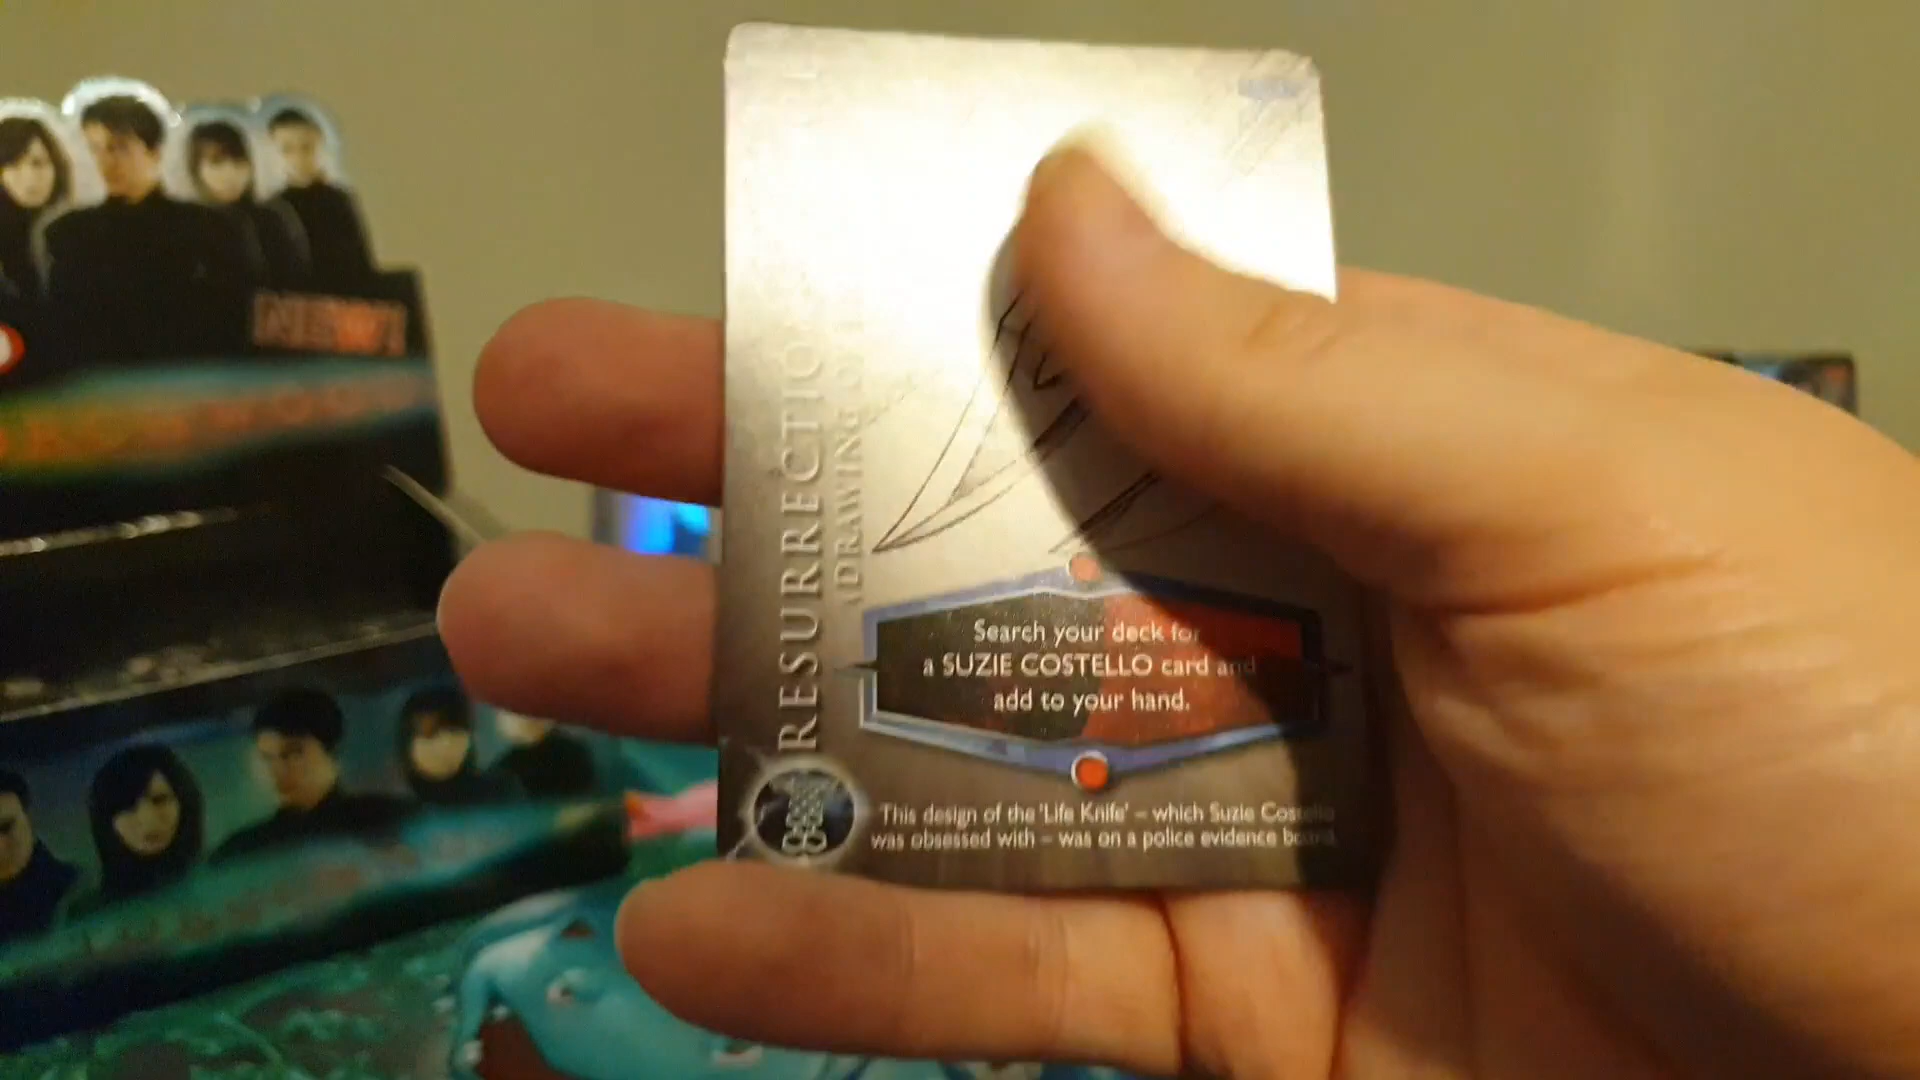 NEW!
RESURRECTION
A DRAWING OF
Search your deck for
a SUZIE COSTELLO card and
add to your hand.
This design of the 'Life Knife' – which Suzie Costello
was obsessed with – was on a police evidence board.